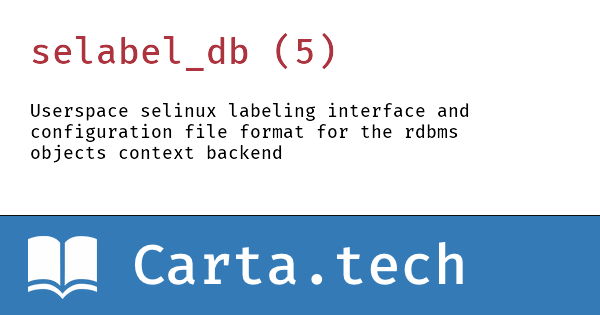 selabel_db (5)
Userspace selinux labeling interface and
configuration file format for the rdbms
objects context backend
Carta.tech